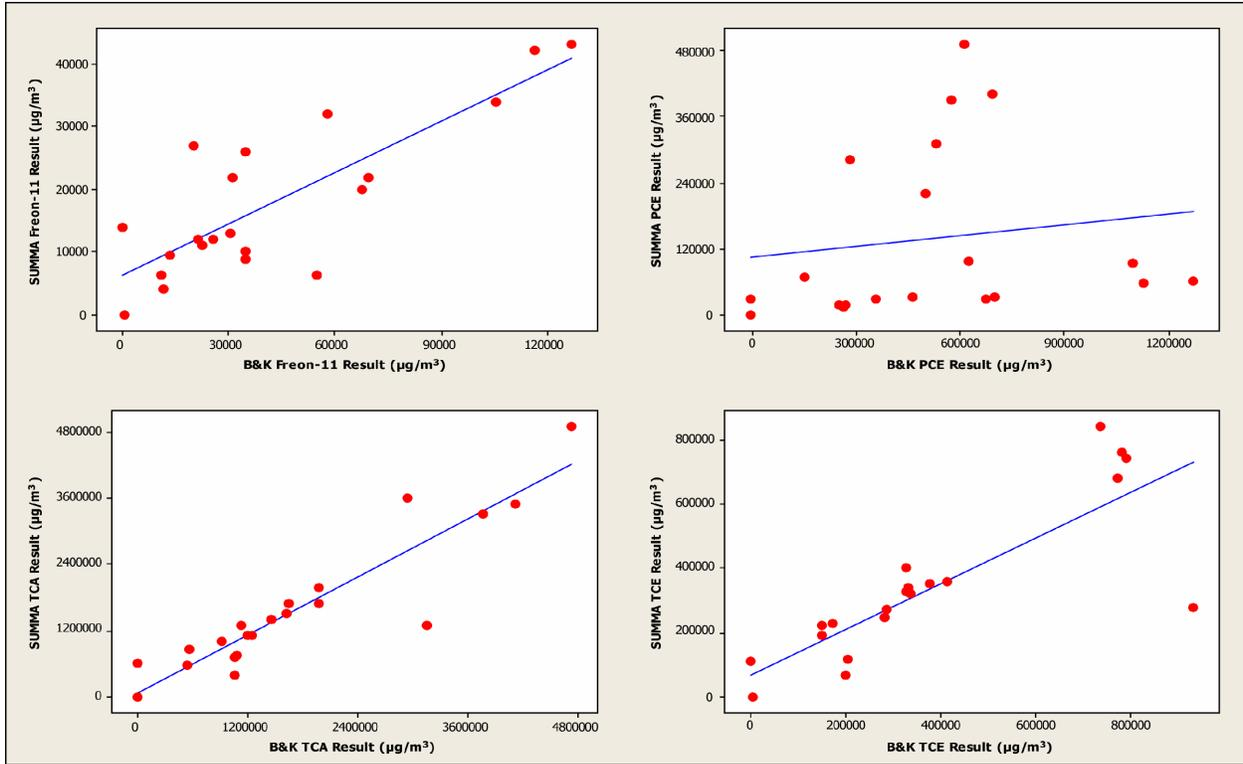 SUMMA Freon-11 Result (µg/m³)
40000
30000
20000
10000
0
0 30000 60000 90000 120000
B&K Freon-11 Result (µg/m³)
SUMMA PCE Result (µg/m³)
480000
360000
240000
120000
0
0 300000 600000 900000 1200000
B&K PCE Result (µg/m³)
SUMMA TCA Result (µg/m³)
4800000
3600000
2400000
1200000
0
0 1200000 2400000 3600000 4800000
B&K TCA Result (µg/m³)
SUMMA TCE Result (µg/m³)
800000
600000
400000
200000
0
0 200000 400000 600000 800000
B&K TCE Result (µg/m³)